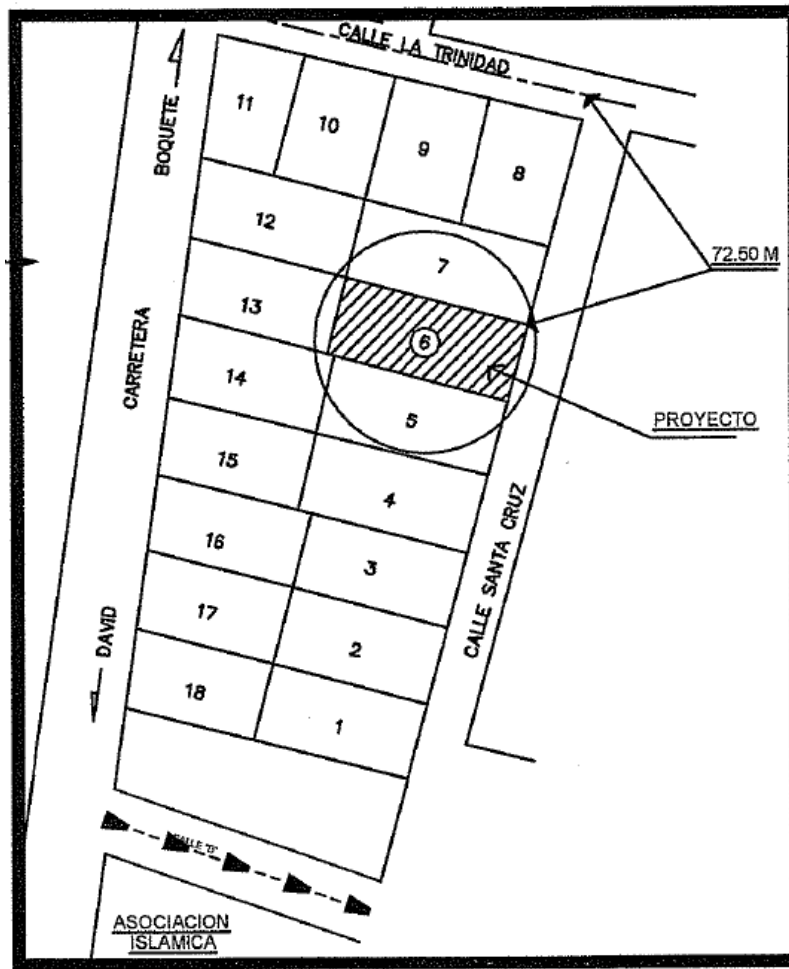 CALLE LA TRINIDAD
BOQUETE
11
10
9
8
12
7
72.50 M
13
6
CARRETERA
14
5
PROYECTO
15
4
16
3
CALLE SANTA CRUZ
17
2
DAVID
18
1
CALLE "B"
ASOCIACION
ISLAMICA